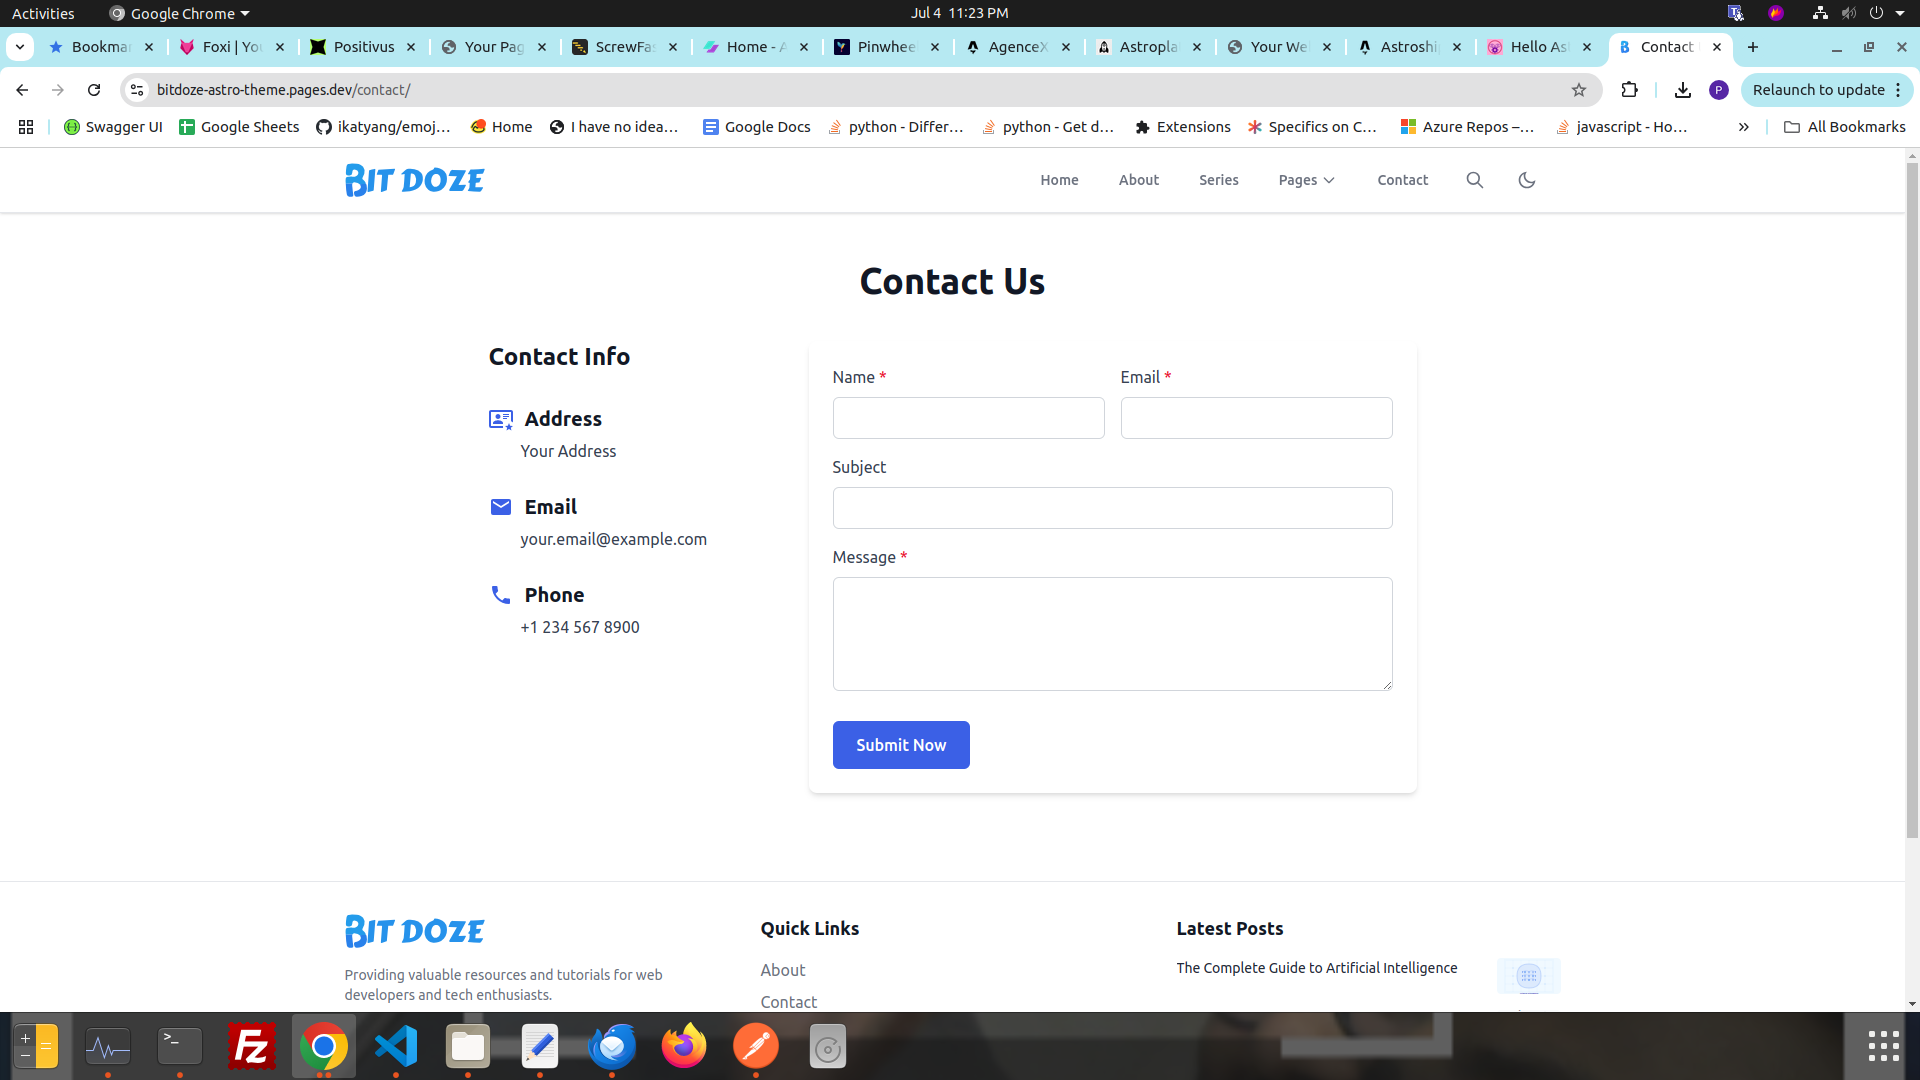 Activities
Google Chrome
Jul 4 11:23 PM
Bookmar
Foxi | You
Positivus
Your Pag
ScrewFas
Home - A
Pinwhee
AgenceX
Astropla
Your We
Astroshi
Hello As
Contact
bitdoze-astro-theme.pages.dev/contact/
P
Relaunch to update
Swagger UI
Google Sheets
ikatyang/emoj…
Home
I have no idea…
Google Docs
python - Differ…
python - Get d…
Extensions
Specifics on C…
Azure Repos –…
javascript - Ho…
All Bookmarks
BIT DOZE
Home
About
Series
Pages
Contact
Contact Us
Contact Info
Address
Your Address
Email
your.email@example.com
Phone
+1 234 567 8900
Name *
Email *
Subject
Message *
Submit Now
BIT DOZE
Providing valuable resources and tutorials for web
developers and tech enthusiasts.
Quick Links
About
Contact
Latest Posts
The Complete Guide to Artificial Intelligence